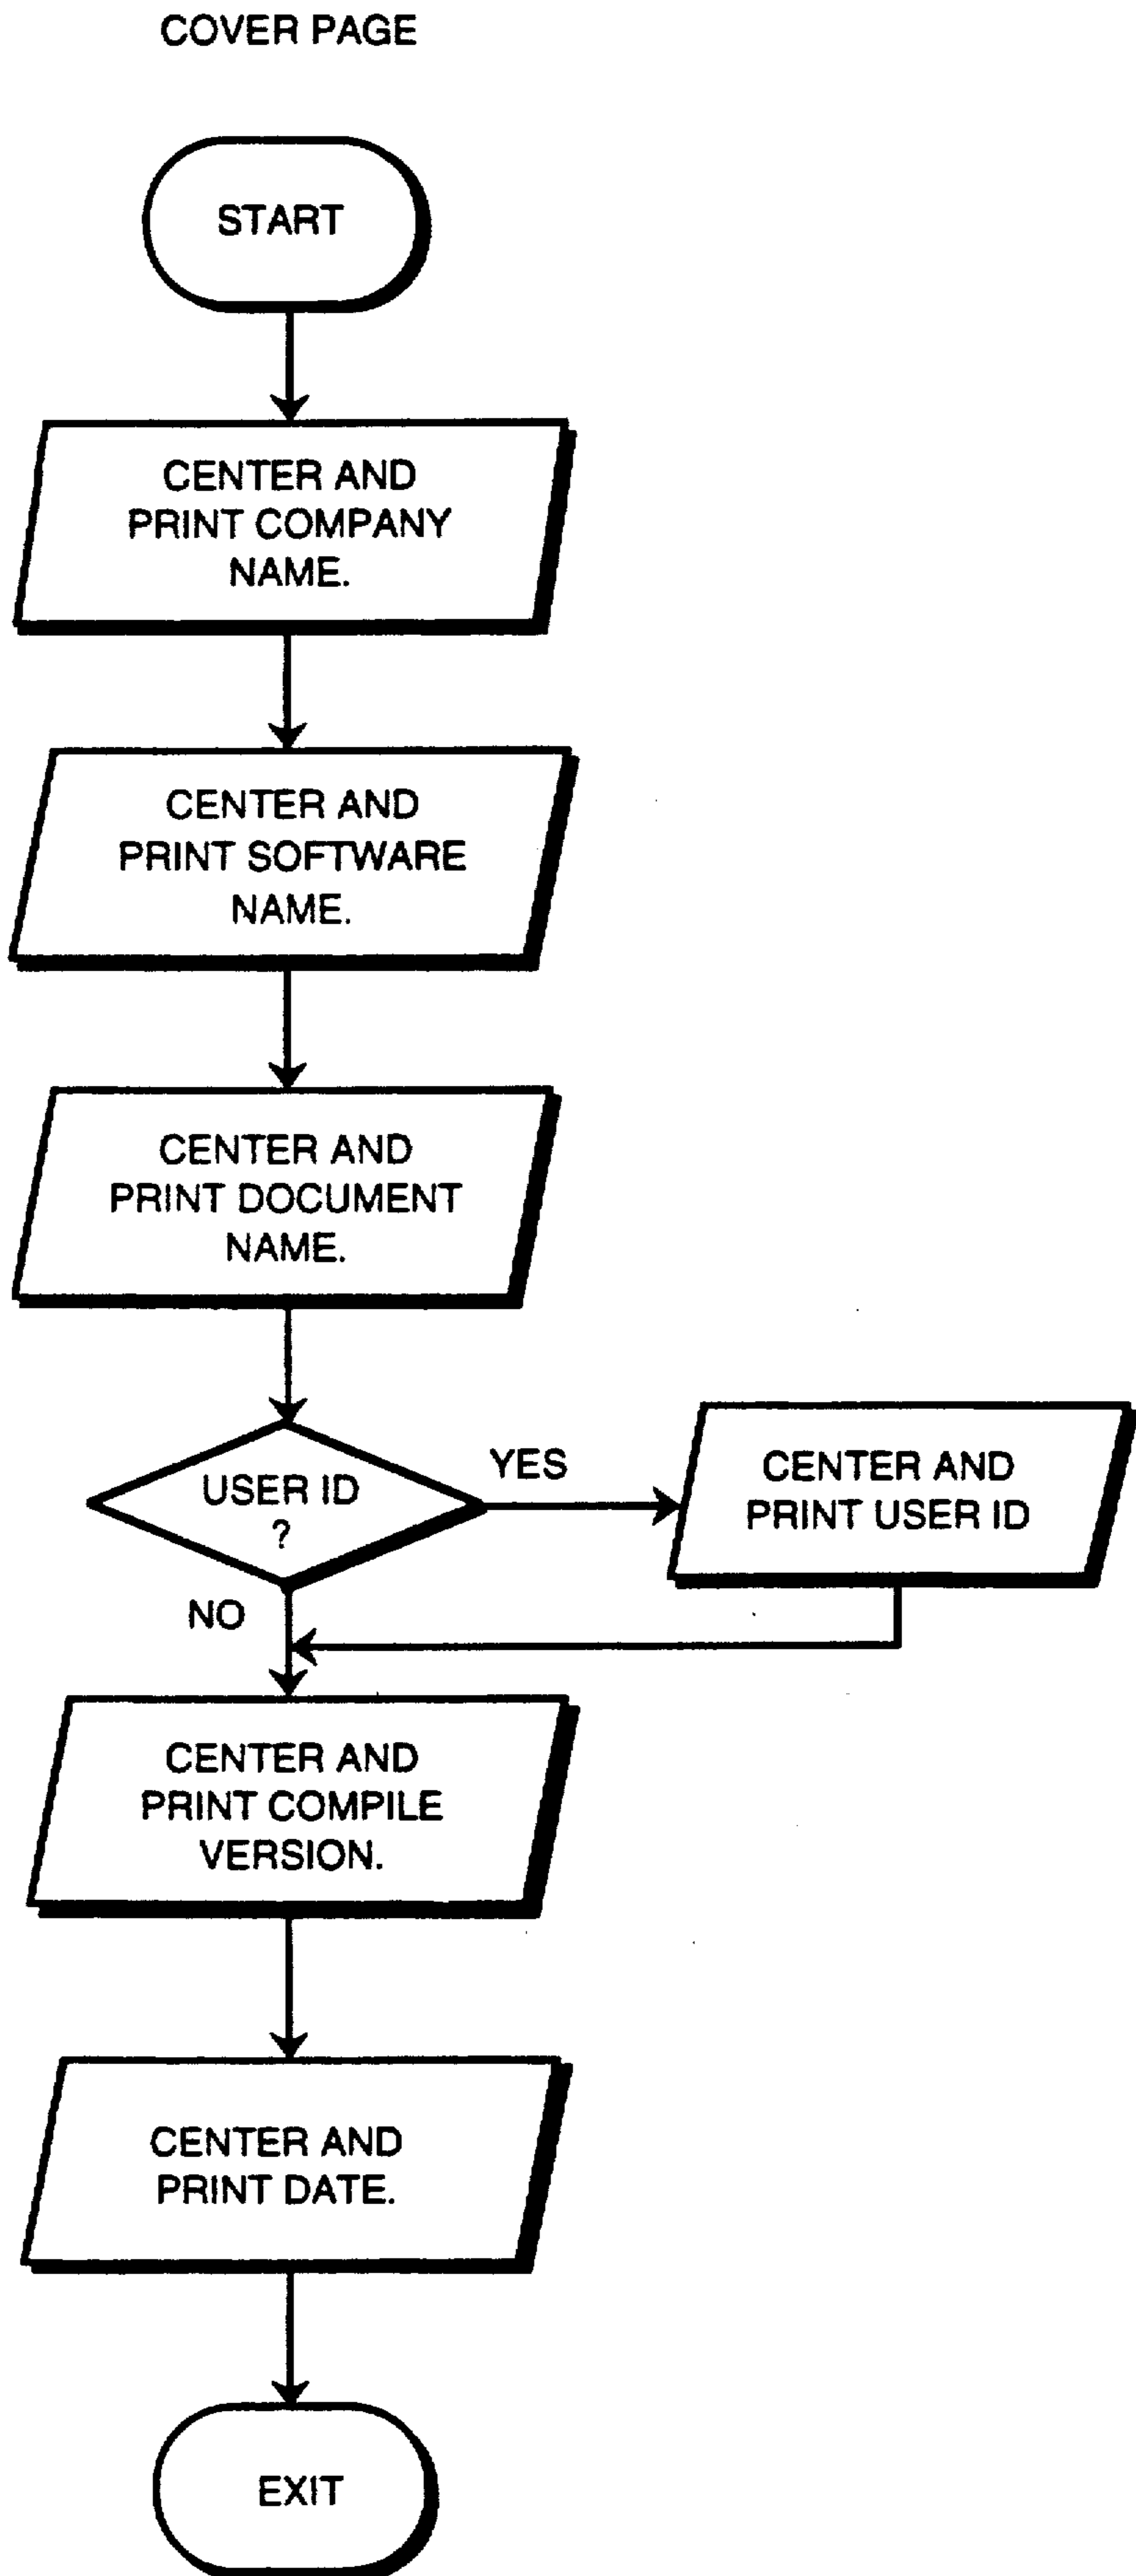 COVER PAGE
START
CENTER AND
PRINT COMPANY
NAME.
CENTER AND
PRINT SOFTWARE
NAME.
CENTER AND
PRINT DOCUMENT
NAME.
USER ID
?
YES
CENTER AND
PRINT USER ID
NO
CENTER AND
PRINT COMPILE
VERSION.
CENTER AND
PRINT DATE.
EXIT